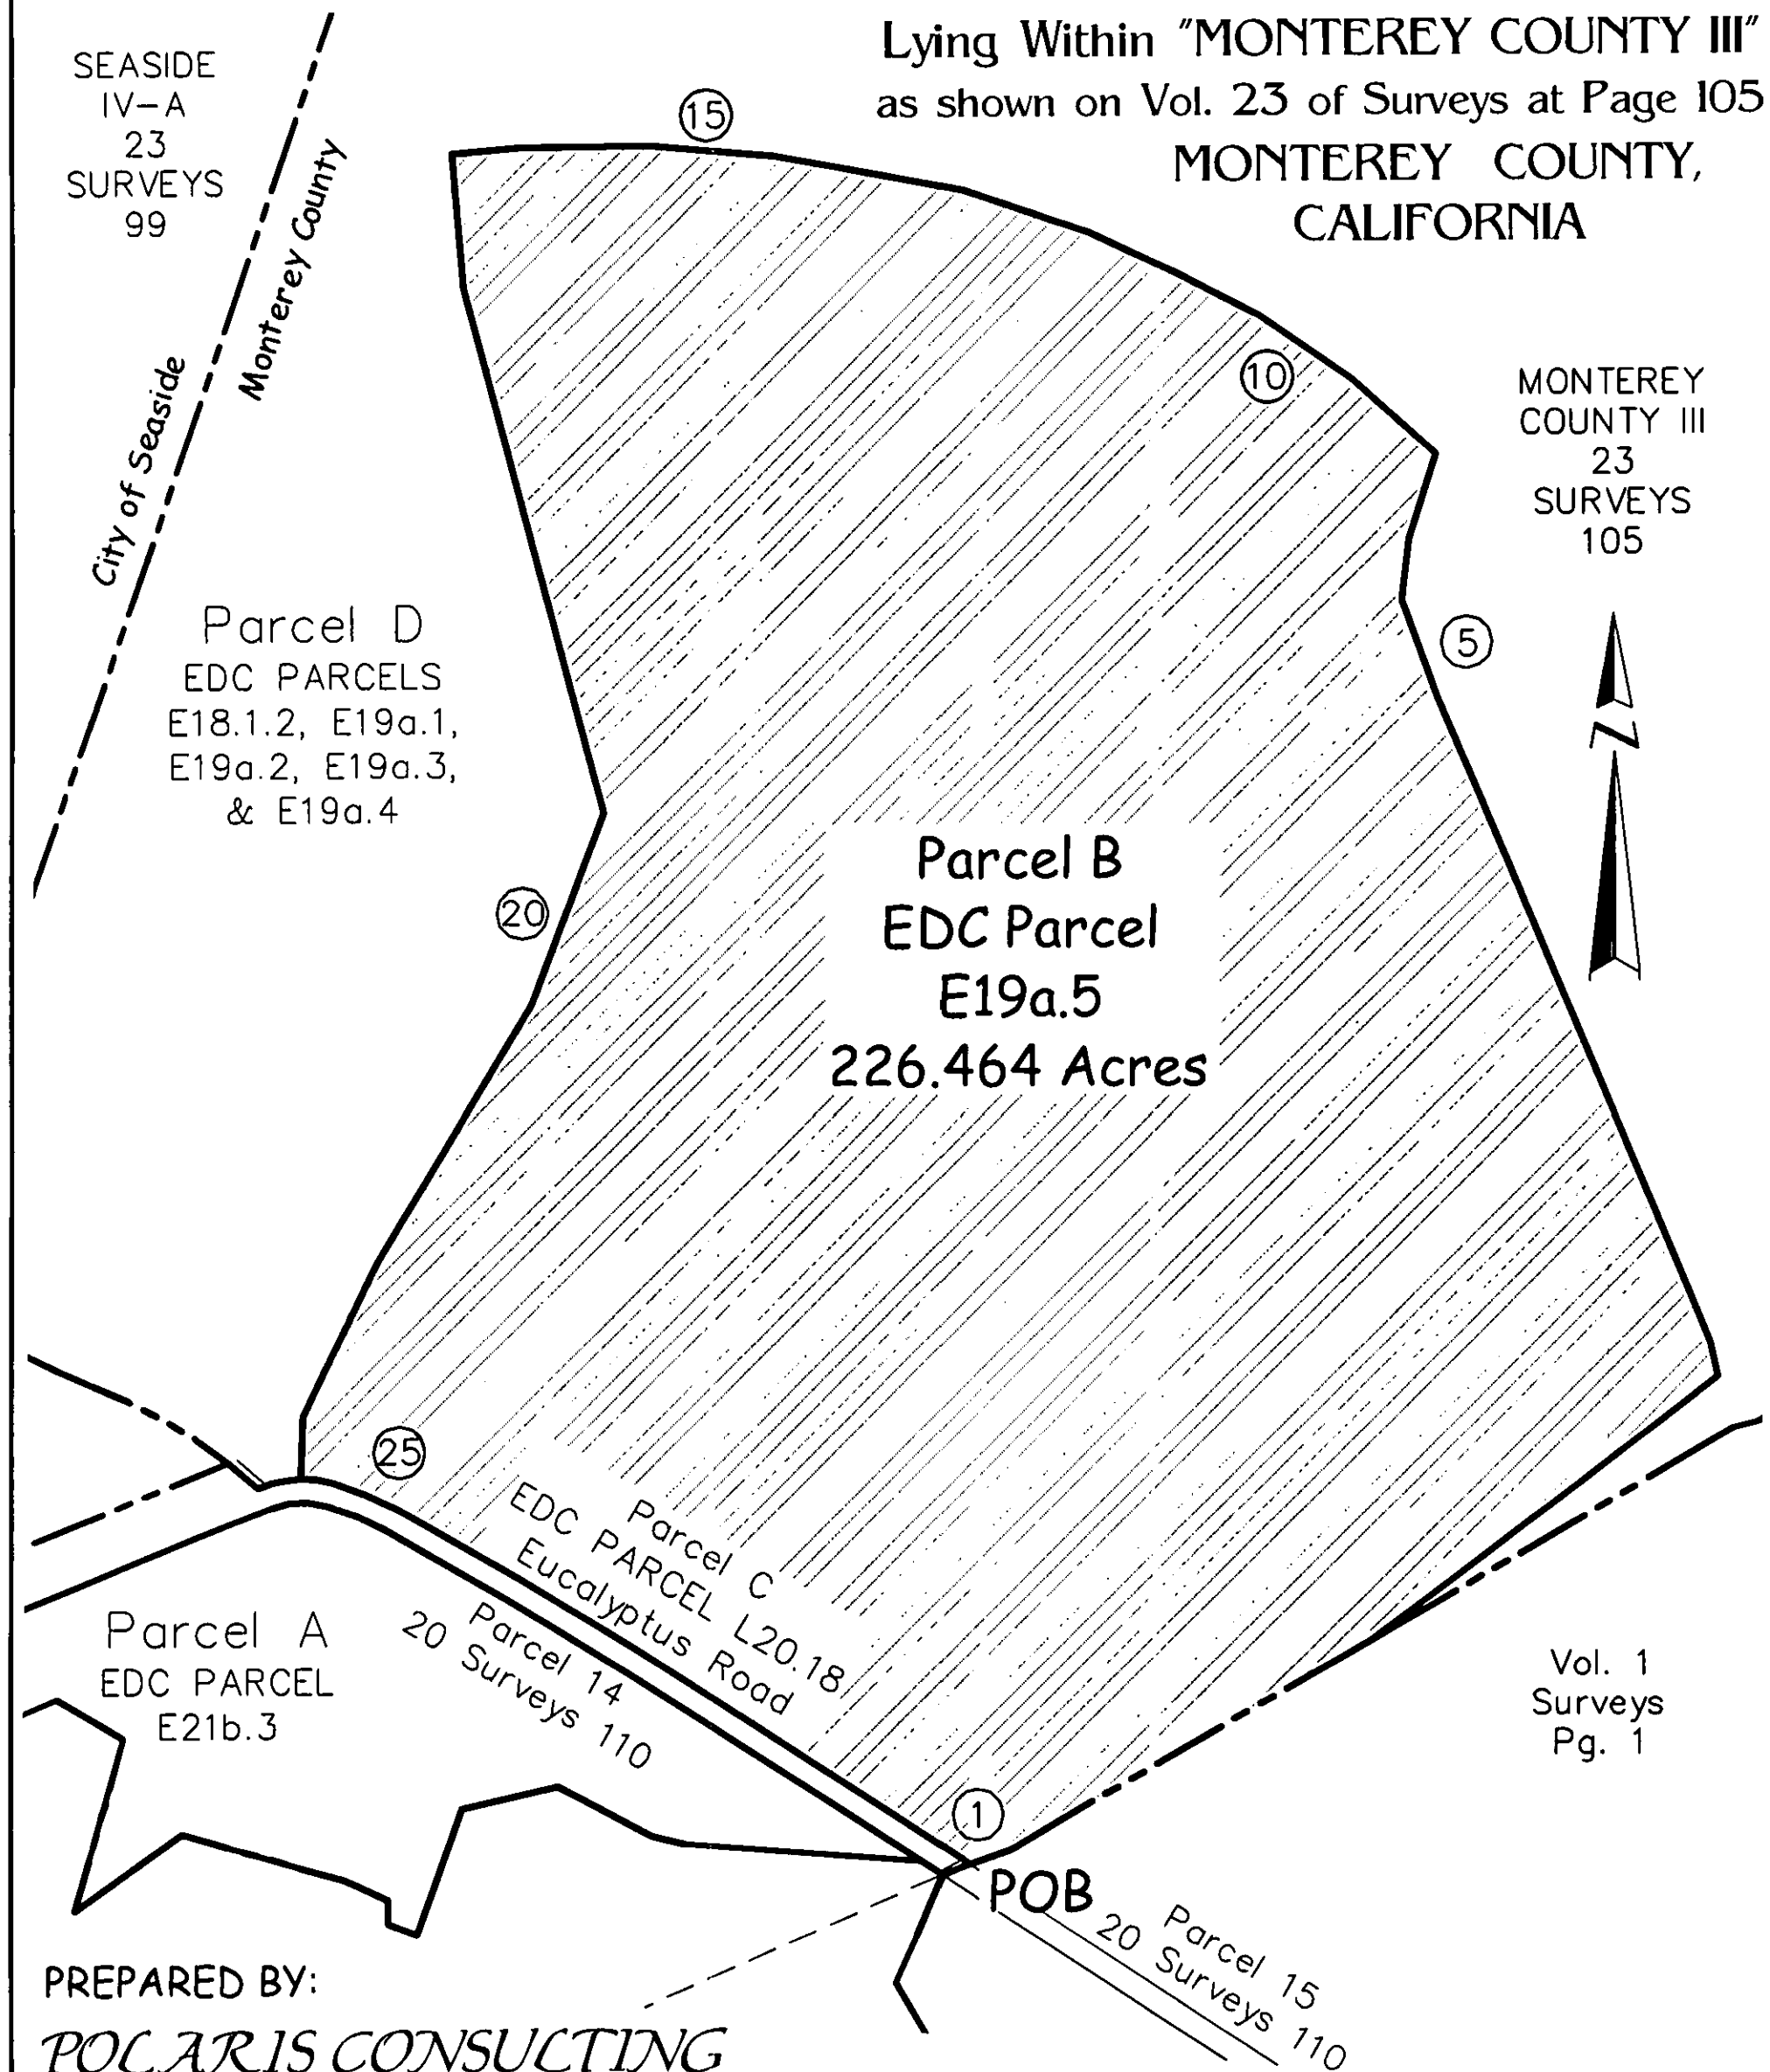 Lying Within "MONTEREY COUNTY III"
as shown on Vol. 23 of Surveys at Page 105
MONTEREY COUNTY,
CALIFORNIA
SEASIDE
IV-A
23
SURVEYS
99
City of Seaside
Monterey County
15
10
MONTEREY
COUNTY III
23
SURVEYS
105
5
N
Parcel D
EDC PARCELS
E18.1.2, E19a.1,
E19a.2, E19a.3,
& E19a.4
20
Parcel B
EDC Parcel
E19a.5
226.464 Acres
25
Parcel C
EDC PARCEL L20.18
Eucalyptus Road
Parcel 14
20 Surveys 110
Parcel A
EDC PARCEL
E21b.3
Vol. 1
Surveys
Pg. 1
1
POB
Parcel 15
20 Surveys 110
PREPARED BY:
POLARIS CONSULTING